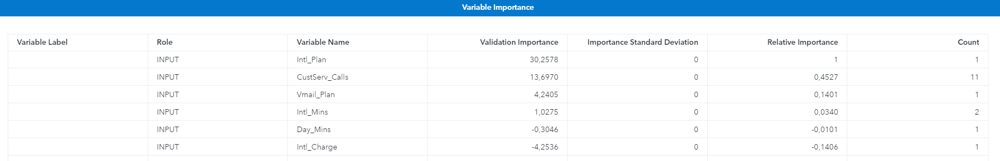 Variable Importance
Variable Label Role Variable Name Validation Importance Importance Standard Deviation Relative Importance Count
INPUT Intl_Plan 30,2578 0 1 1
INPUT CustServ_Calls 13,6970 0 0,4527 11
INPUT Vmail_Plan 4,2405 0 0,1401 1
INPUT Intl_Mins 1,0275 0 0,0340 2
INPUT Day_Mins -0,3046 0 -0,0101 1
INPUT Intl_Charge -4,2536 0 -0,1406 1